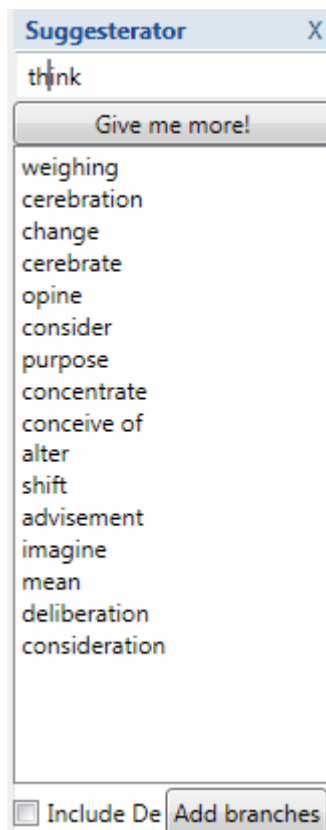 Suggesterator X
think
Give me more!
weighing
cerebration
change
cerebrate
opine
consider
purpose
concentrate
conceive of
alter
shift
advisement
imagine
mean
deliberation
consideration
Include De Add branches